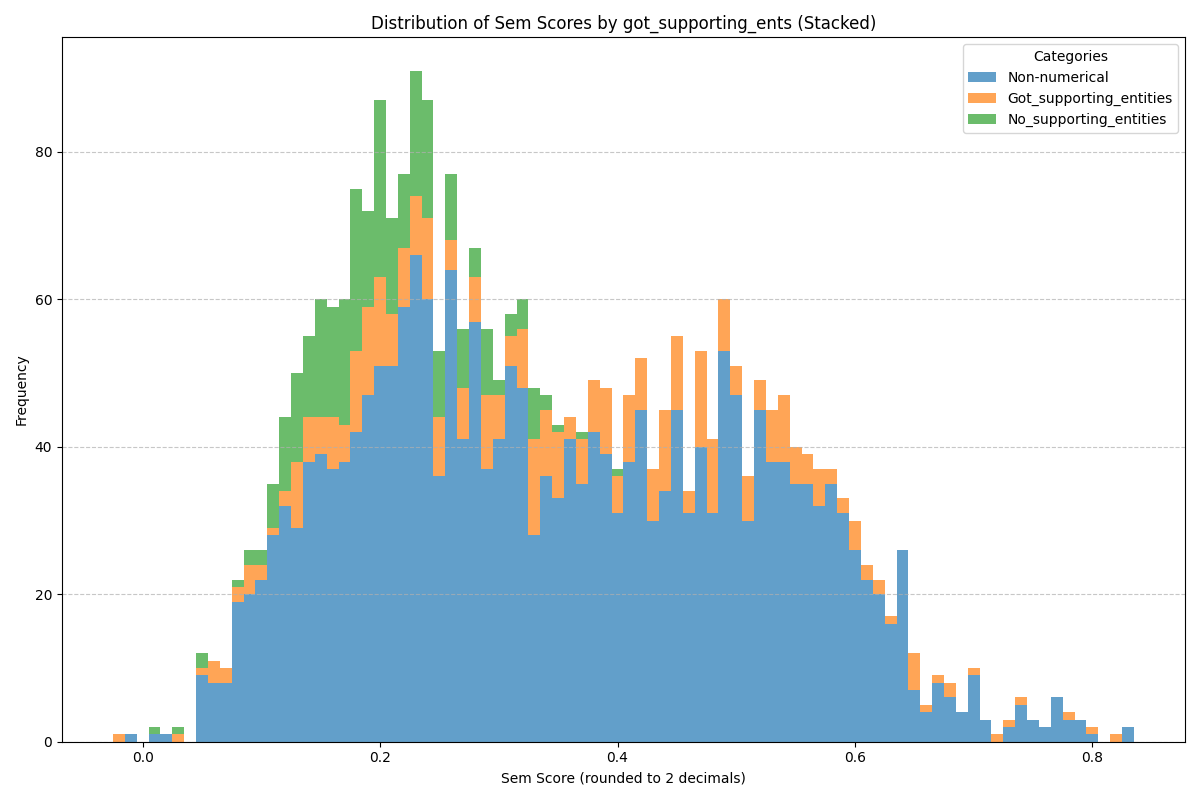 Distribution of Sem Scores by got_supporting_ents (Stacked)
Categories
Non-numerical
Got_supporting_entities
No_supporting_entities
Frequency
80
60
40
20
0
0.0 0.2 0.4 0.6 0.8
Sem Score (rounded to 2 decimals)